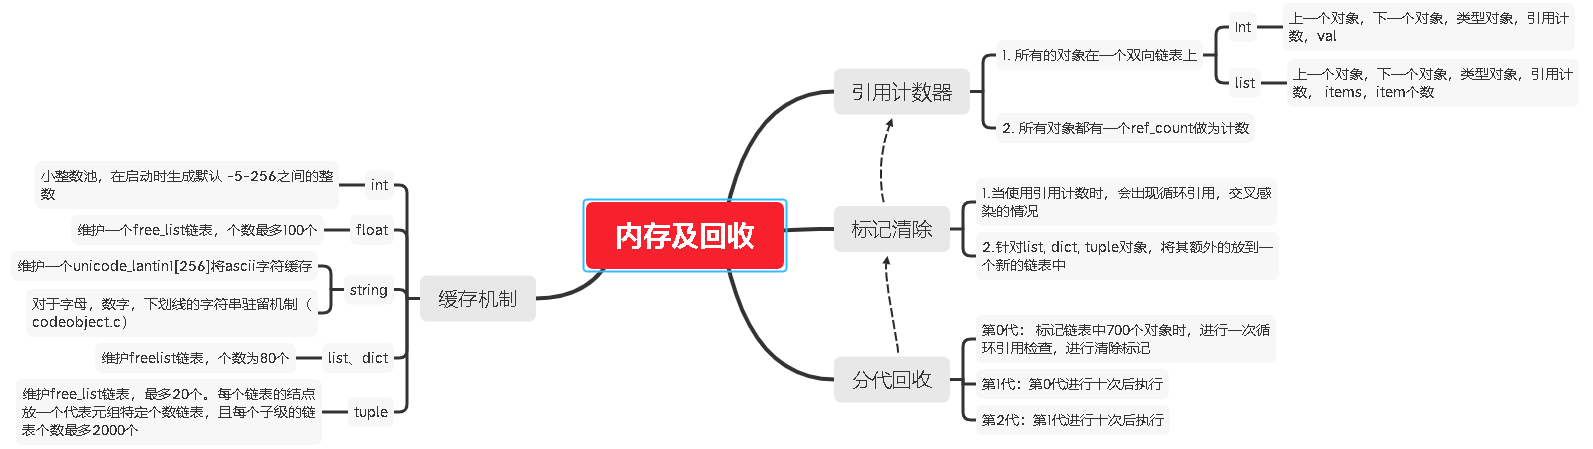 内存及回收
引用计数器
1. 所有的对象在一个双向链表上
Int
上一个对象，下一个对象，类型对象，引用计
数，val
list
上一个对象，下一个对象，类型对象，引用计
数， items，item个数
2. 所有对象都有一个ref_count做为计数
标记清除
1.当使用引用计数时，会出现循环引用，交叉感
染的情况
2.针对list, dict, tuple对象，将其额外的放到一
个新的链表中
分代回收
第0代： 标记链表中700个对象时，进行一次循
环引用检查，进行清除标记
第1代：第0代进行十次后执行
第2代：第1代进行十次后执行
缓存机制
int
小整数池，在启动时生成默认 -5-256之间的整
数
float
维护一个free_list链表，个数最多100个
string
维护一个unicode_lantin1[256]将ascii字符缓存
对于字母，数字，下划线的字符串驻留机制（
codeobject.c）
list、dict
维护freelist链表，个数为80个
tuple
维护free_list链表，最多20个。每个链表的结点
放一个代表元组特定个数链表，且每个子级的链
表个数最多2000个